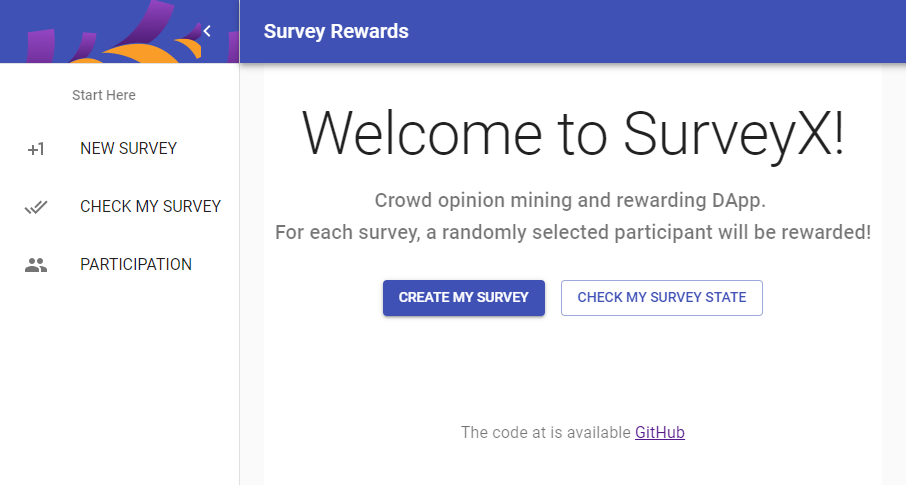 Survey Rewards
Start Here
+1 NEW SURVEY
CHECK MY SURVEY
PARTICIPATION
Welcome to SurveyX!
Crowd opinion mining and rewarding DApp.
For each survey, a randomly selected participant will be rewarded!
CREATE MY SURVEY CHECK MY SURVEY STATE
The code at is available GitHub